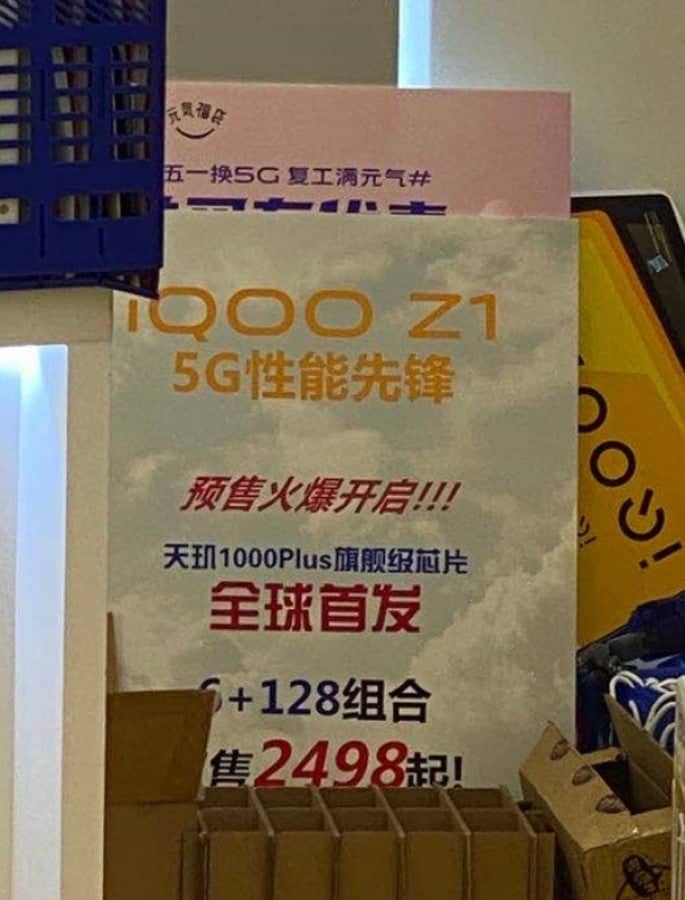 元气福袋
五一换5G 复工满元气#
iQOO Z1
5G性能先锋
预售火爆开启!!!
天玑1000Plus旗舰级芯片
全球首发
6+128组合
售2498起!